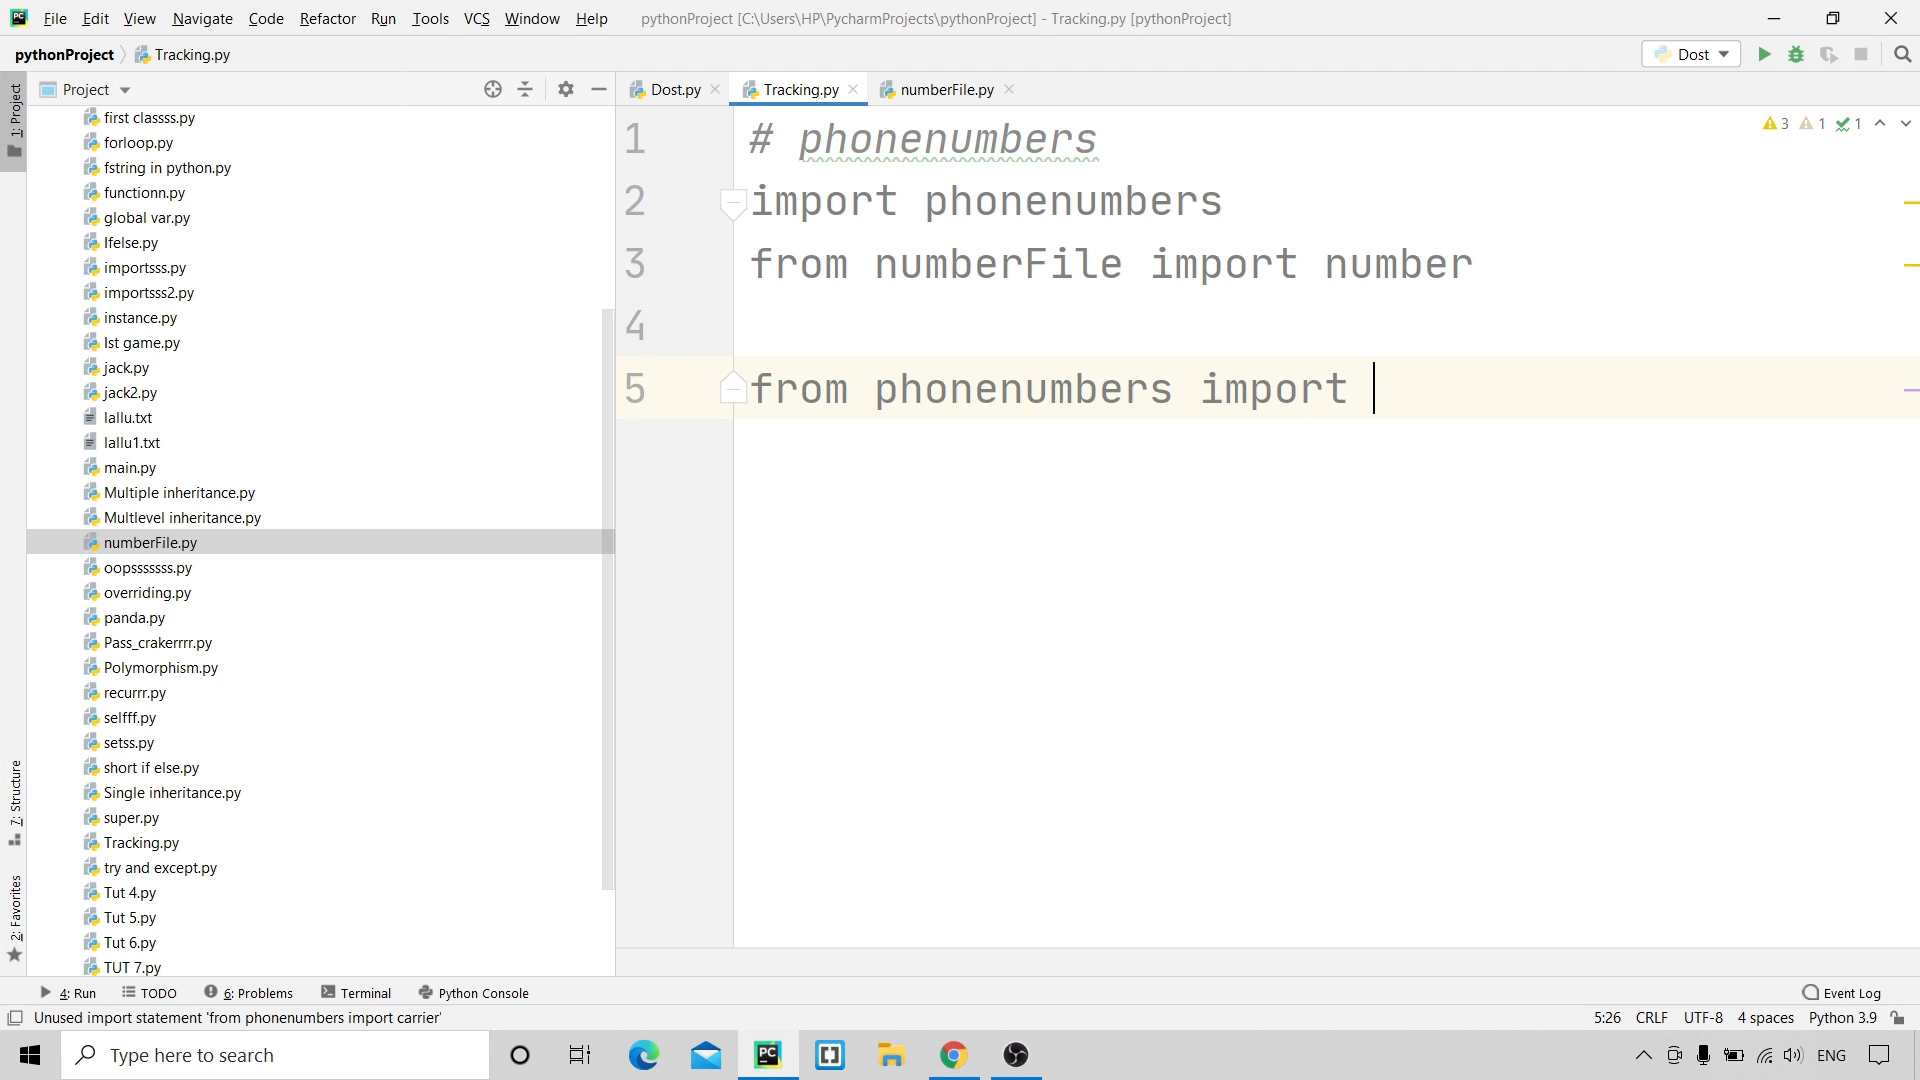 File Edit View Navigate Code Refactor Run Tools VCS Window Help pythonProject [C:\Users\HP\PycharmProjects\pythonProject] - Tracking.py [pythonProject]
pythonProject Tracking.py Dost
1: Project
Project
Dost.py Tracking.py numberFile.py
first classss.py
forloop.py
fstring in python.py
functionn.py
global var.py
Ifelse.py
importsss.py
importsss2.py
instance.py
Ist game.py
jack.py
jack2.py
lallu.txt
lallu1.txt
main.py
Multiple inheritance.py
Multlevel inheritance.py
numberFile.py
oopsssssss.py
overriding.py
panda.py
Pass_crakerrrr.py
Polymorphism.py
recurrr.py
selfff.py
setss.py
short if else.py
Single inheritance.py
super.py
Tracking.py
try and except.py
Tut 4.py
Tut 5.py
Tut 6.py
TUT 7.py
7: Structure
2: Favorites
3 1 1
1 # phonenumbers
2 import phonenumbers
3 from numberFile import number
4
5 from phonenumbers import
4: Run TODO 6: Problems Terminal Python Console Event Log
Unused import statement 'from phonenumbers import carrier' 5:26 CRLF UTF-8 4 spaces Python 3.9
Type here to search ENG